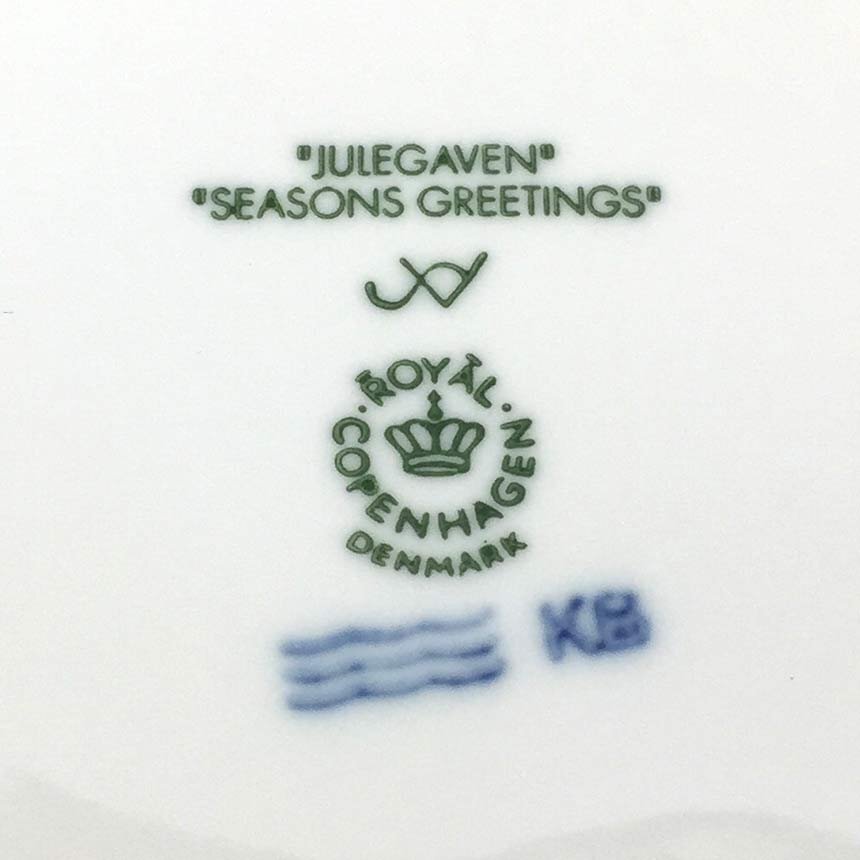 "JULEGAVEN"
"SEASONS GREETINGS"
ROYAL
COPENHAGEN
DENMARK
KB